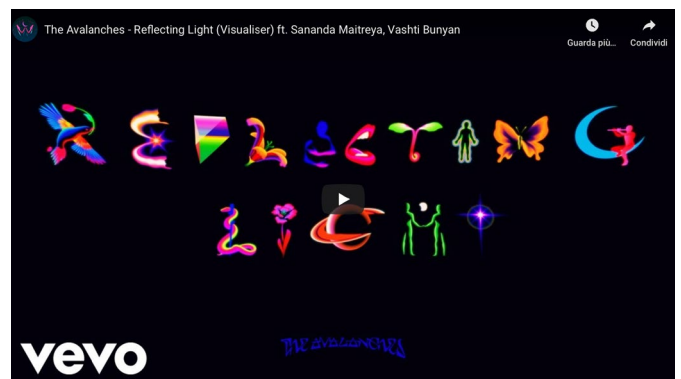 The Avalanches - Reflecting Light (Visualiser) ft. Sananda Maitreya, Vashti Bunyan
Guarda più... Condividi
REFLECTING
LIGHT
THE AVALANCHES
vevo